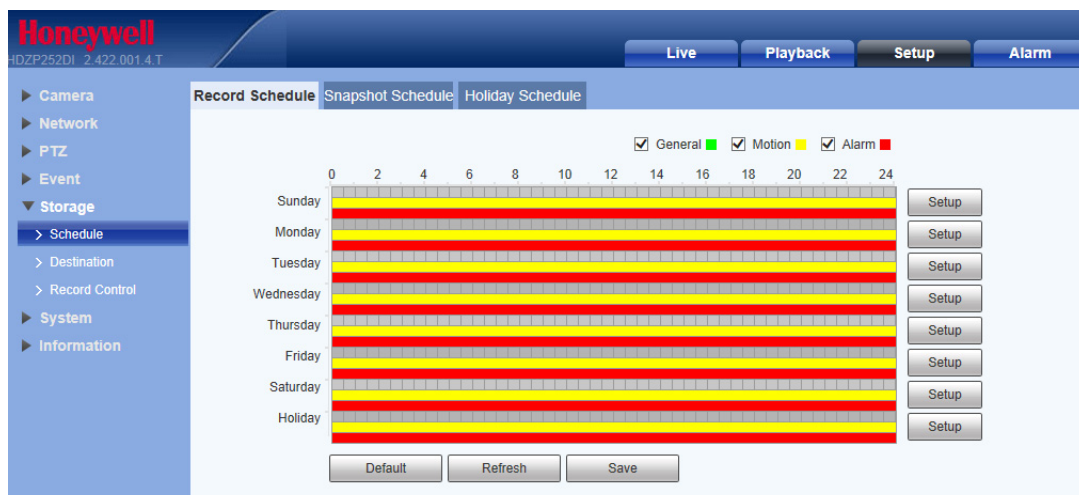 Honeywell
HDZP252DI 2.422.001.4.T
Live Playback Setup Alarm
Camera
Network
PTZ
Event
Storage
Schedule
Destination
Record Control
System
Information
Record Schedule Snapshot Schedule Holiday Schedule
General Motion Alarm
0 2 4 6 8 10 12 14 16 18 20 22 24
Sunday Setup
Monday Setup
Tuesday Setup
Wednesday Setup
Thursday Setup
Friday Setup
Saturday Setup
Holiday Setup
Default Refresh Save